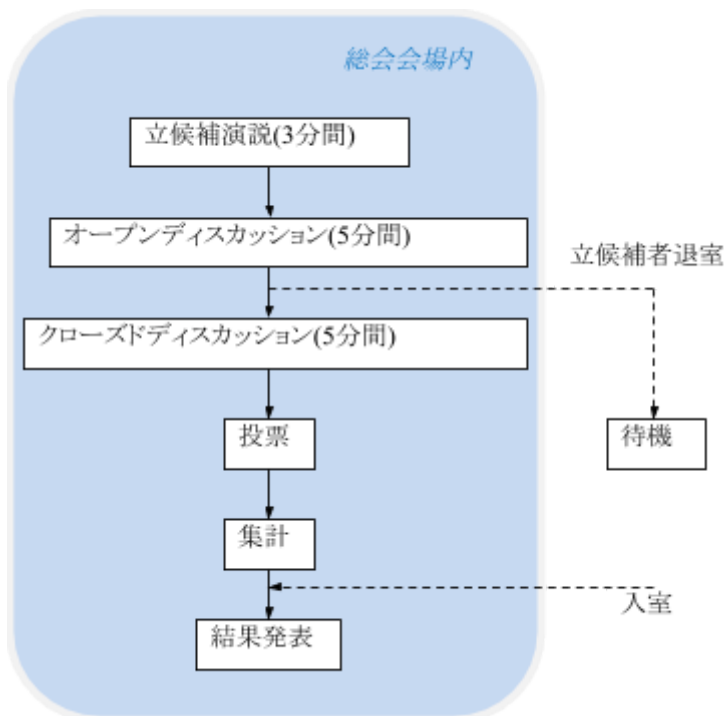 総会会場内
立候補演説(3分間)
オープンディスカッション(5分間)
立候補者退室
クローズドディスカッション(5分間)
投票
待機
集計
入室
結果発表